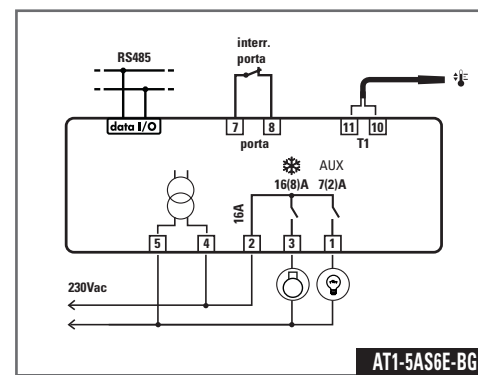 RS485
interr.
porta
data I/O
7 8
11 10
porta
T1
AUX
16(8)A 7(2)A
16A
5 4 2 3 1
230Vac
AT1-5AS6E-BG